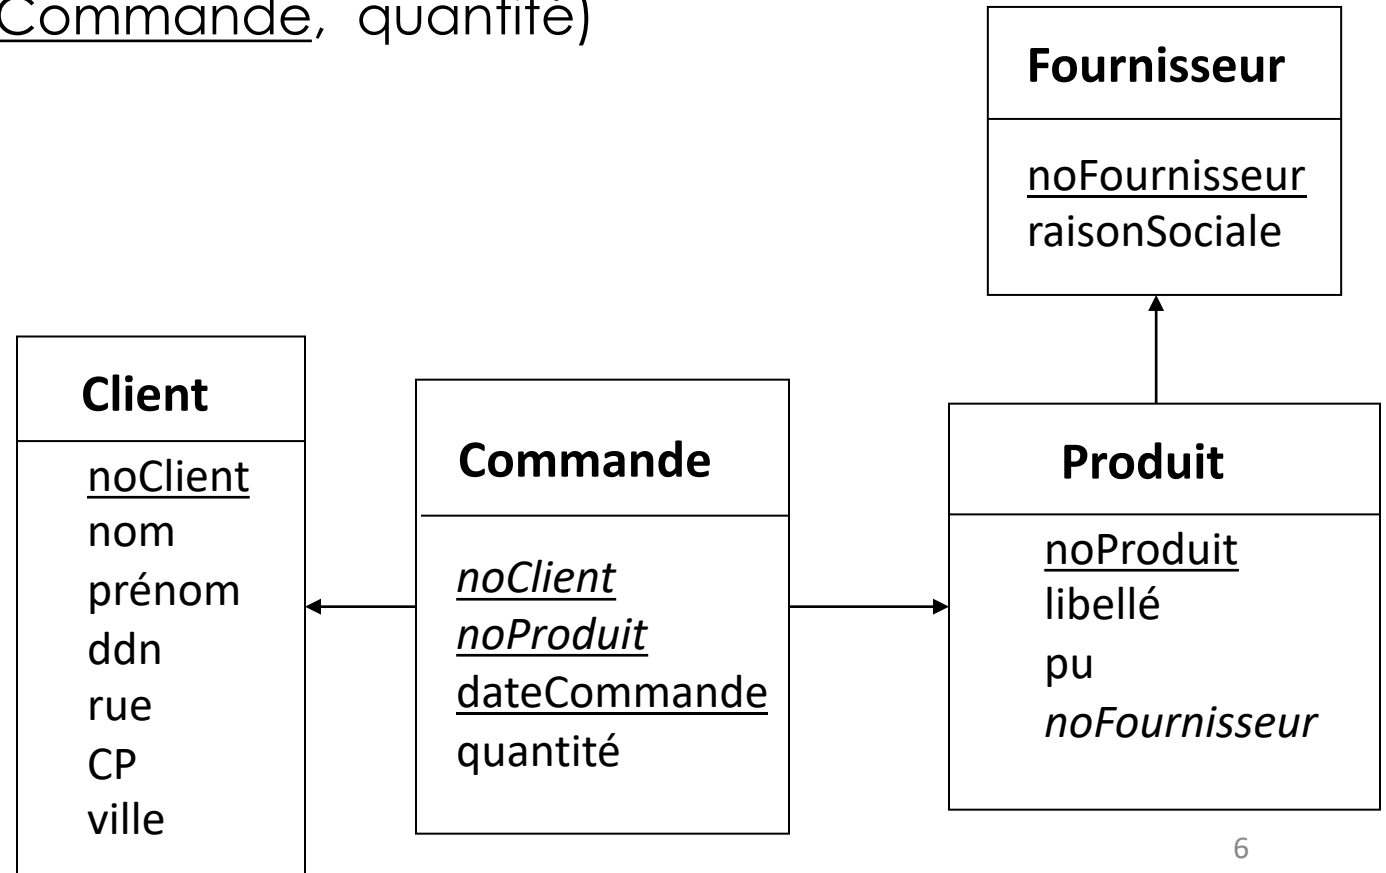 Commande, quantité)
Fournisseur
noFournisseur
raisonSociale
Client
noClient
nom
prénom
ddn
rue
CP
ville
Commande
noClient
noProduit
dateCommande
quantité
Produit
noProduit
libellé
pu
noFournisseur
6